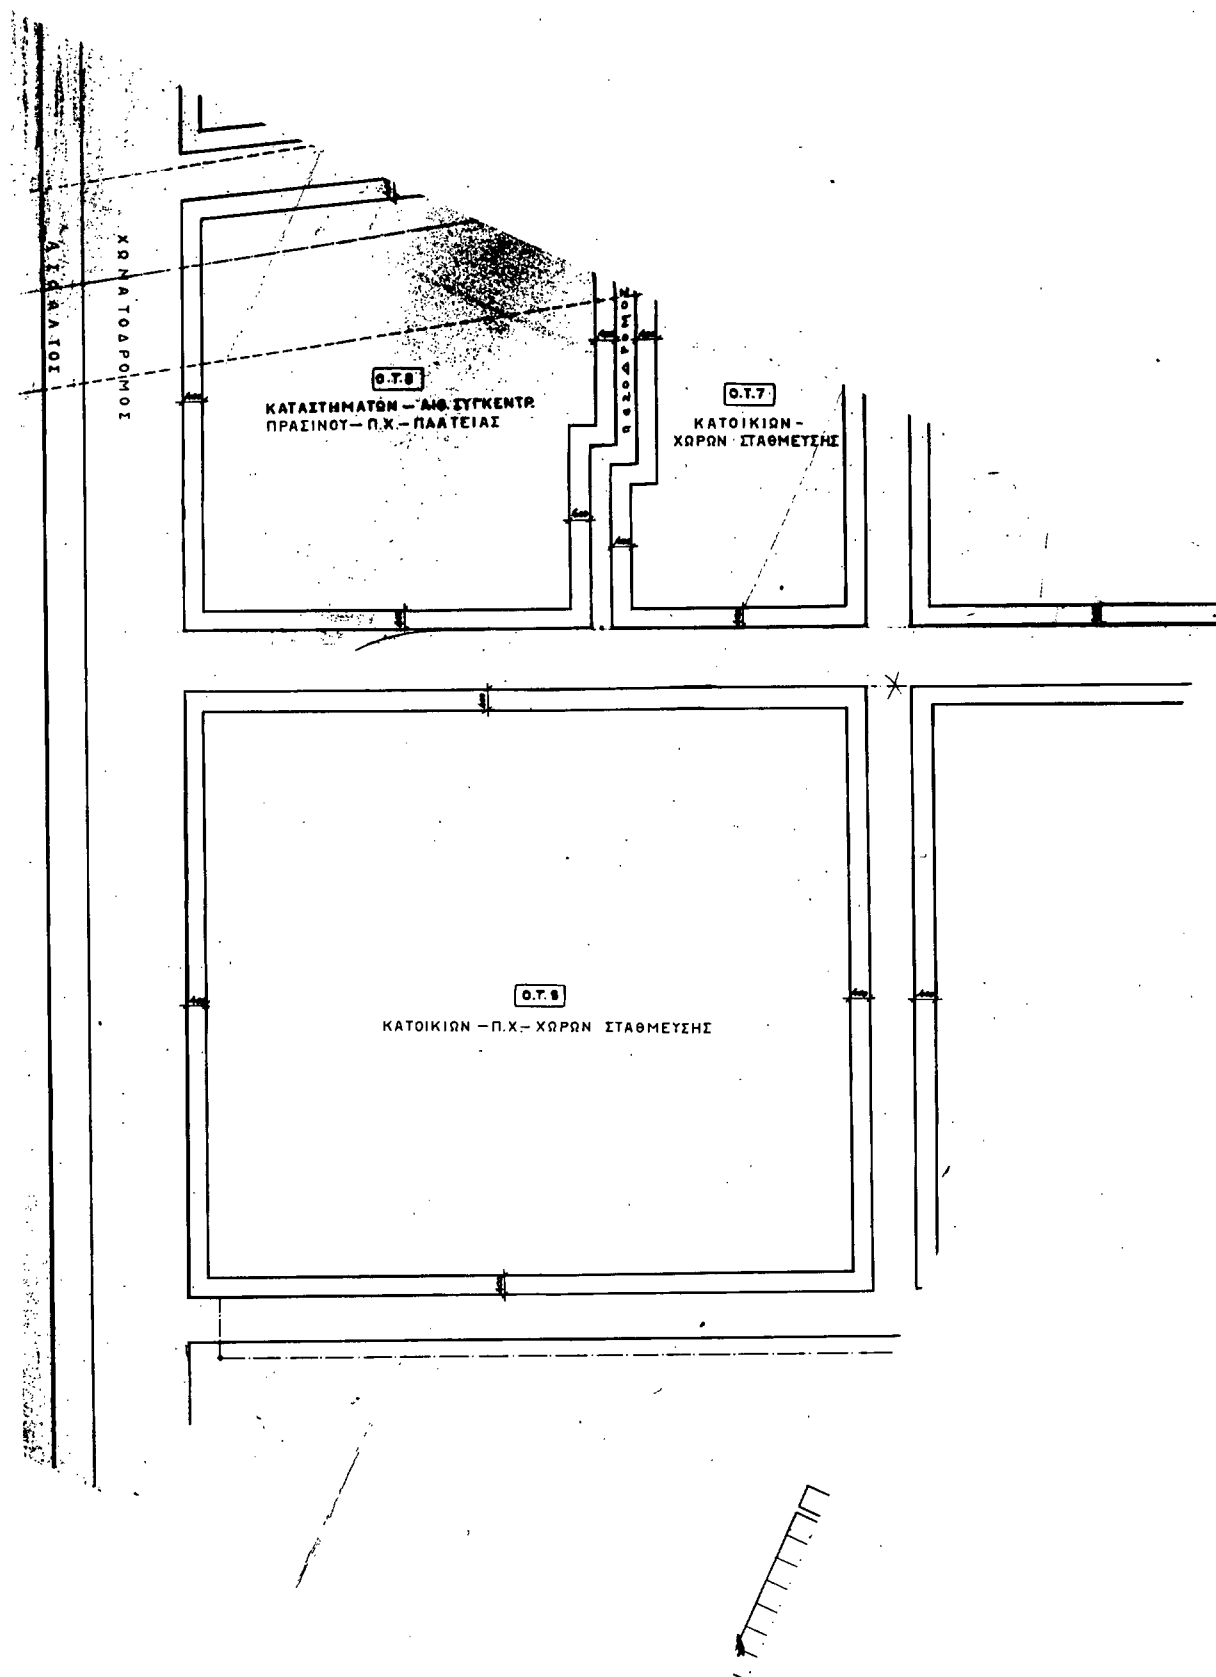 ΧΩΜΑΤΟΔΡΟΜΟΣ
Ο.Τ.8
ΚΑΤΑΣΤΗΜΑΤΩΝ – ΑΙΘ. ΣΥΓΚΕΝΤΡ.
ΠΡΑΣΙΝΟΥ – Π.Χ. – ΠΛΑΤΕΙΑΣ
ΠΕΖΟΔΡΟΜΟΣ
Ο.Τ.7
ΚΑΤΟΙΚΙΩΝ –
ΧΩΡΩΝ ΣΤΑΘΜΕΥΣΗΣ
Ο.Τ. 9
ΚΑΤΟΙΚΙΩΝ – Π.Χ. – ΧΩΡΩΝ ΣΤΑΘΜΕΥΣΗΣ